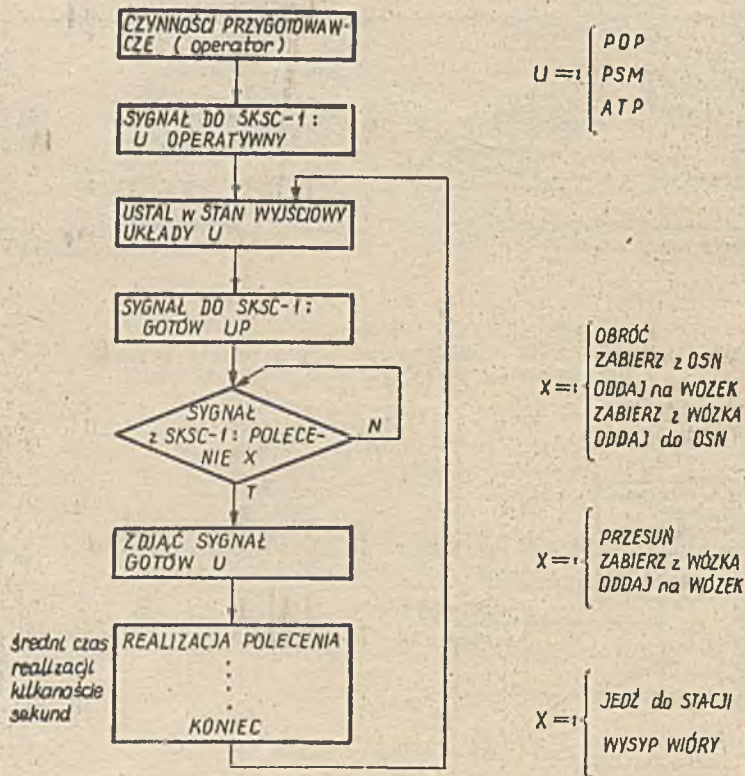 CZYNNOŚCI PRZYGOTOWAW-
CZE (operator)
SYGNAŁ DO SKSC-1:
U OPERATYWNY
USTAL w STAN WYJŚCIOWY
UKŁADY U
SYGNAŁ DO SKSC-1:
GOTÓW UP
SYGNAŁ
z SKSC-1: POLECE-
NIE X
N
T
ZDJĄĆ SYGNAŁ
GOTÓW U
średni czas
realizacji
kilkanoście
sekund
REALIZACJA POLECENIA
KONIEC
U=:
POP
PSM
ATP
X=:
OBRÓĆ
ZABIERZ z OSN
ODDAJ na WÓZEK
ZABIERZ z WÓZKA
ODDAJ do OSN
X=:
PRZESUŃ
ZABIERZ z WÓZKA
ODDAJ na WÓZEK
X=:
JEDŹ do STACJI
WYSYP WIÓRY